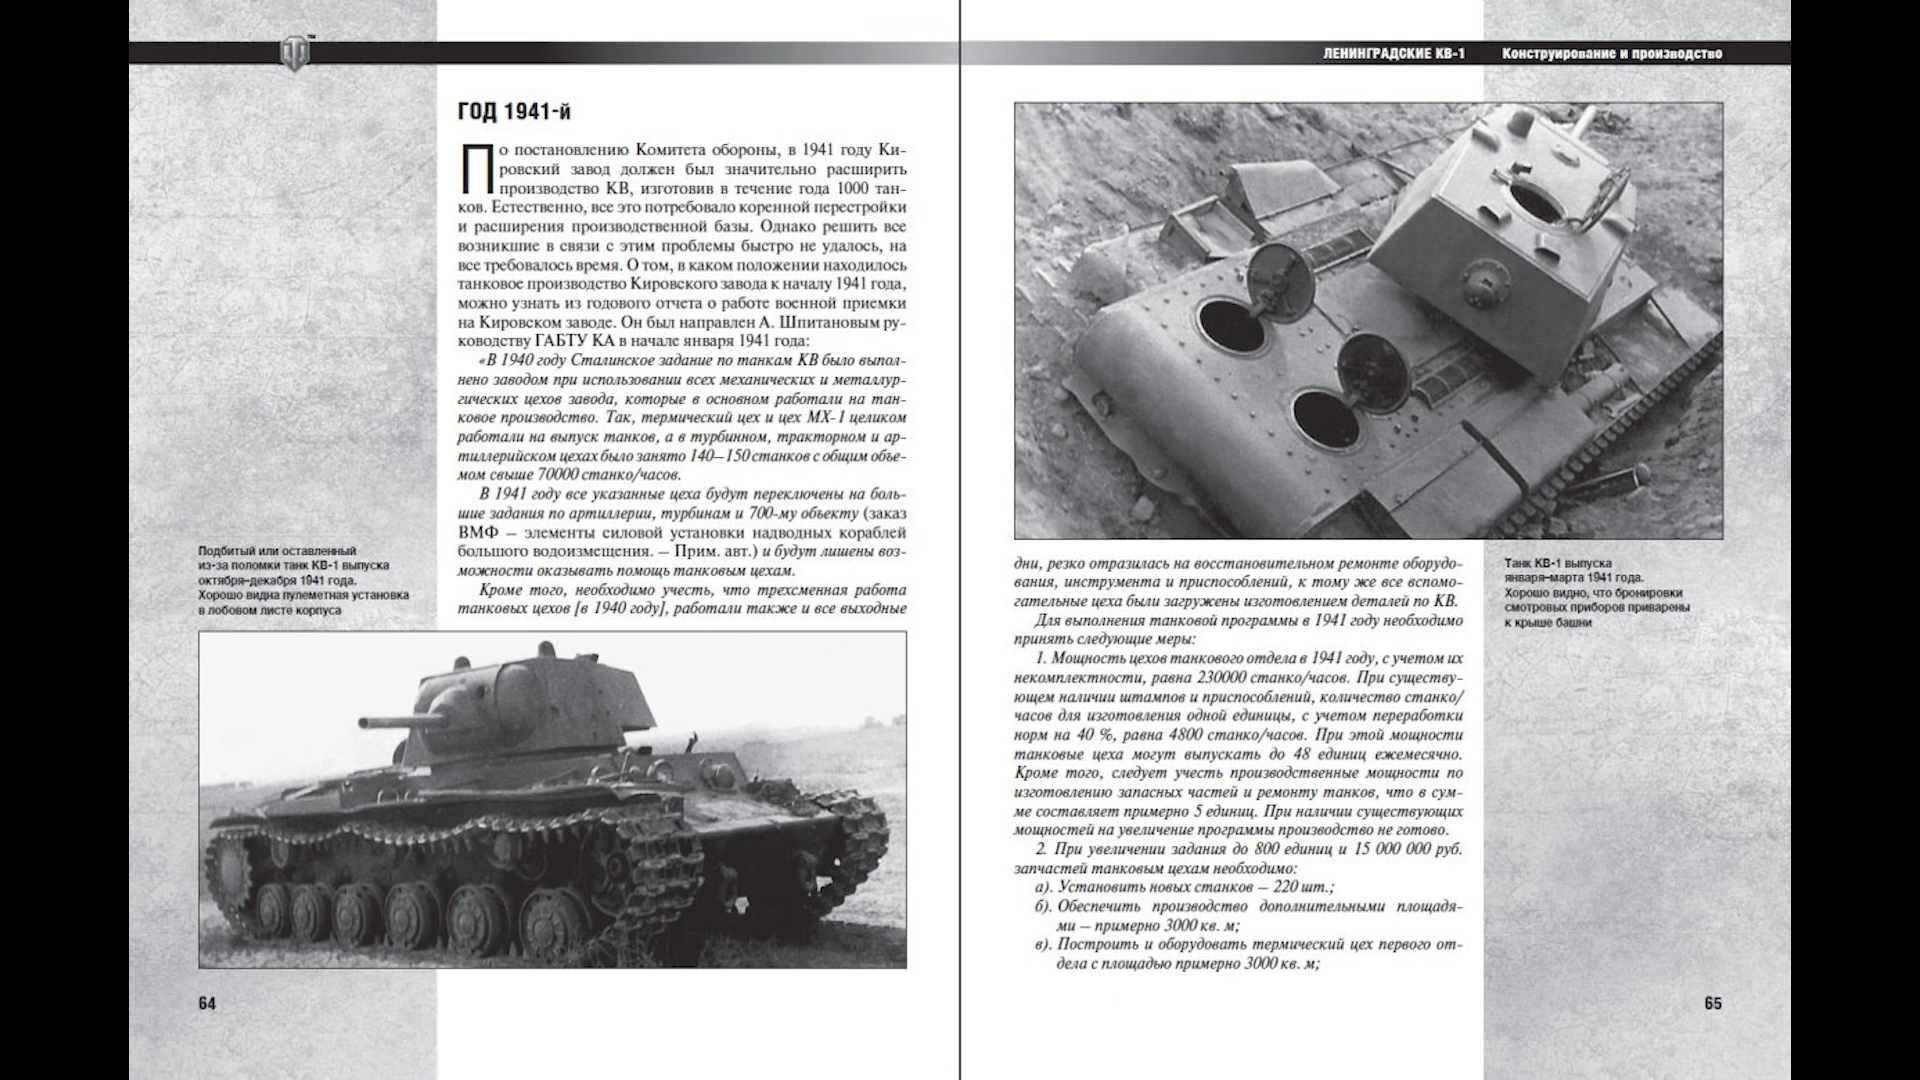 ™
ГОД 1941-й
По постановлению Комитета обороны, в 1941 году Ки-
ровский завод должен был значительно расширить
производство КВ, изготовив в течение года 1000 тан-
ков. Естественно, все это потребовало коренной перестройки
и расширения производственной базы. Однако решить все
возникшие в связи с этим проблемы быстро не удалось, на
все требовалось время. О том, в каком положении находилось
танковое производство Кировского завода к началу 1941 года,
можно узнать из годового отчета о работе военной приемки
на Кировском заводе. Он был направлен А. Шпитановым ру-
ководству ГАБТУ КА в начале января 1941 года:
«В 1940 году Сталинское задание по танкам КВ было выпол-
нено заводом при использовании всех механических и металлур-
гических цехов завода, которые в основном работали на тан-
ковое производство. Так, термический цех и цех МХ-1 целиком
работали на выпуск танков, а в турбинном, тракторном и ар-
тиллерийском цехах было занято 140–150 станков с общим объе-
мом свыше 70000 станко/часов.
В 1941 году все указанные цеха будут переключены на боль-
шие задания по артиллерии, турбинам и 700-му объекту (заказ
ВМФ – элементы силовой установки надводных кораблей
большого водоизмещения. – Прим. авт.) и будут лишены воз-
можности оказывать помощь танковым цехам.
Кроме того, необходимо учесть, что трехсменная работа
танковых цехов [в 1940 году], работали также и все выходные
Подбитый или оставленный
из-за поломки танк КВ-1 выпуска
октября–декабря 1941 года.
Хорошо видна пулеметная установка
в лобовом листе корпуса
64
ЛЕНИНГРАДСКИЕ КВ-1 Конструирование и производство
дни, резко отразилась на восстановительном ремонте оборудо-
вания, инструмента и приспособлений, к тому же все вспомо-
гательные цеха были загружены изготовлением деталей по КВ.
Для выполнения танковой программы в 1941 году необходимо
принять следующие меры:
1. Мощность цехов танкового отдела в 1941 году, с учетом их
некомплектности, равна 230000 станко/часов. При существу-
ющем наличии штампов и приспособлений, количество станко/
часов для изготовления одной единицы, с учетом переработки
норм на 40 %, равна 4800 станко/часов. При этой мощности
танковые цеха могут выпускать до 48 единиц ежемесячно.
Кроме того, следует учесть производственные мощности по
изготовлению запасных частей и ремонту танков, что в сум-
ме составляет примерно 5 единиц. При наличии существующих
мощностей на увеличение программы производство не готово.
2. При увеличении задания до 800 единиц и 15 000 000 руб.
запчастей танковым цехам необходимо:
а). Установить новых станков – 220 шт.;
б). Обеспечить производство дополнительными площадя-
ми – примерно 3000 кв. м;
в). Построить и оборудовать термический цех первого от-
дела с площадью примерно 3000 кв. м;
Танк КВ-1 выпуска
января–марта 1941 года.
Хорошо видно, что бронировки
смотровых приборов приварены
к крыше башни
65